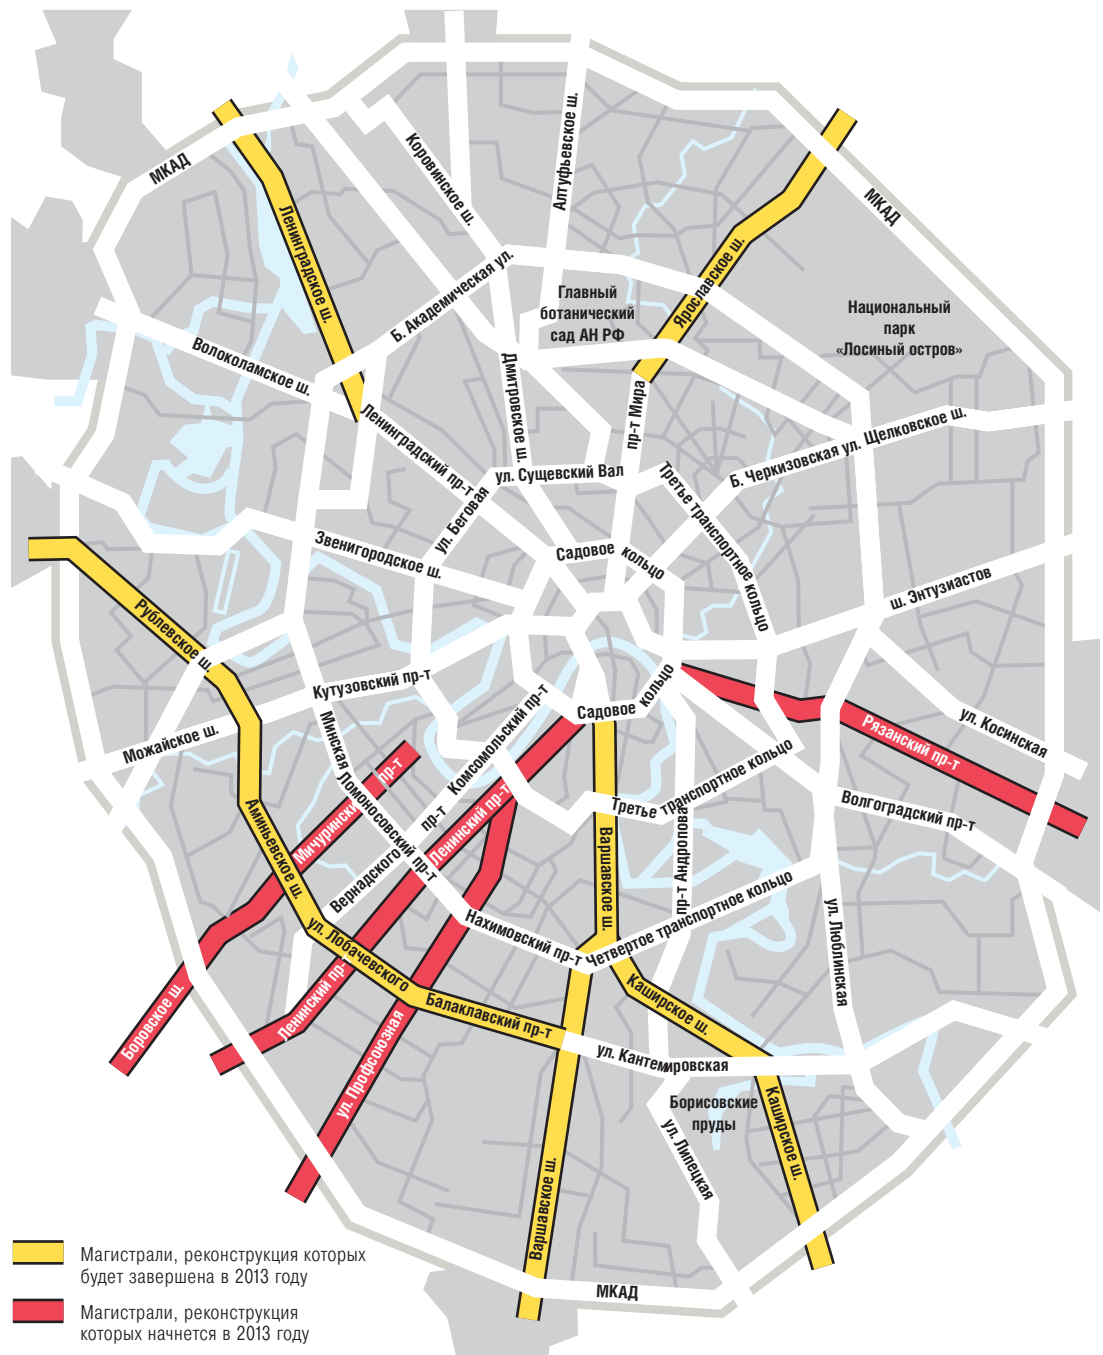 МКАД
Коровинское ш.
Алтуфьевское ш.
МКАД
Ленинградское ш.
Б. Академическая ул.
Ярославское ш.
Главный
ботанический
сад АН РФ
Национальный
парк
«Лосиный остров»
Волоколамское ш.
Дмитровское ш.
пр-т Мира
Ленинградский пр-т
ул. Сущевский Вал
Б. Черкизовская ул.
Щелковское ш.
Третье транспортное кольцо
ул. Беговая
Звенигородское ш.
Садовое кольцо
ш. Энтузиастов
Рублевское ш.
Кутузовский пр-т
Можайское ш.
Минская
Ломоносовский пр-т
Комсомольский пр-т
Садовое кольцо
Рязанский пр-т
ул. Косинская
Мичуринский пр-т
Ленинский пр-т
Третье транспортное кольцо
Волгоградский пр-т
Аминьевское ш.
Вернадского пр-т
Варшавское ш.
пр-т Андропова
ул. Лобачевского
Нахимовский пр-т
Четвертое транспортное кольцо
ул. Люблинская
Боровское ш.
Ленинский пр-т
Балаклавский пр-т
Каширское ш.
ул. Профсоюзная
ул. Кантемировская
Борисовские
пруды
ул. Липецкая
Каширское ш.
Варшавское ш.
МКАД
Магистрали, реконструкция которых
будет завершена в 2013 году
Магистрали, реконструкция
которых начнется в 2013 году